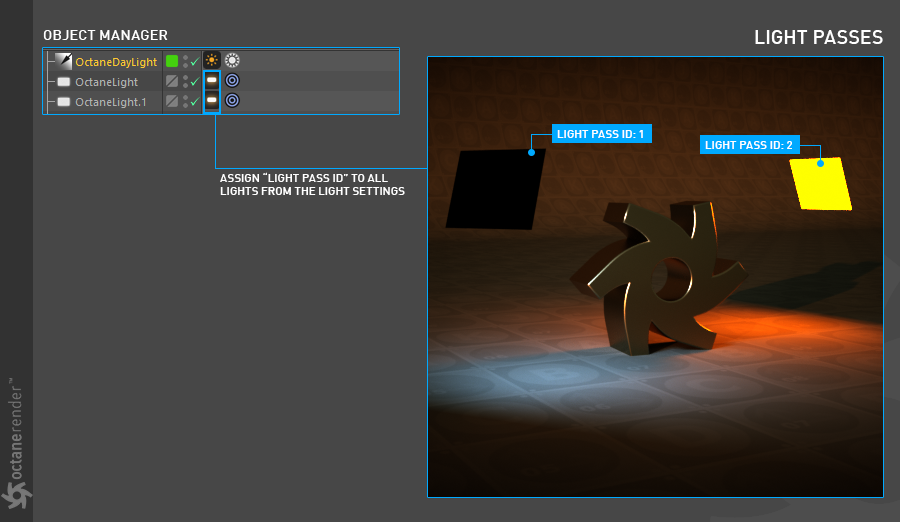 OBJECT MANAGER
LIGHT PASSES
OctaneDayLight
OctaneLight
OctaneLight.1
LIGHT PASS ID: 1
LIGHT PASS ID: 2
ASSIGN "LIGHT PASS ID" TO ALL
LIGHTS FROM THE LIGHT SETTINGS
octanerender™